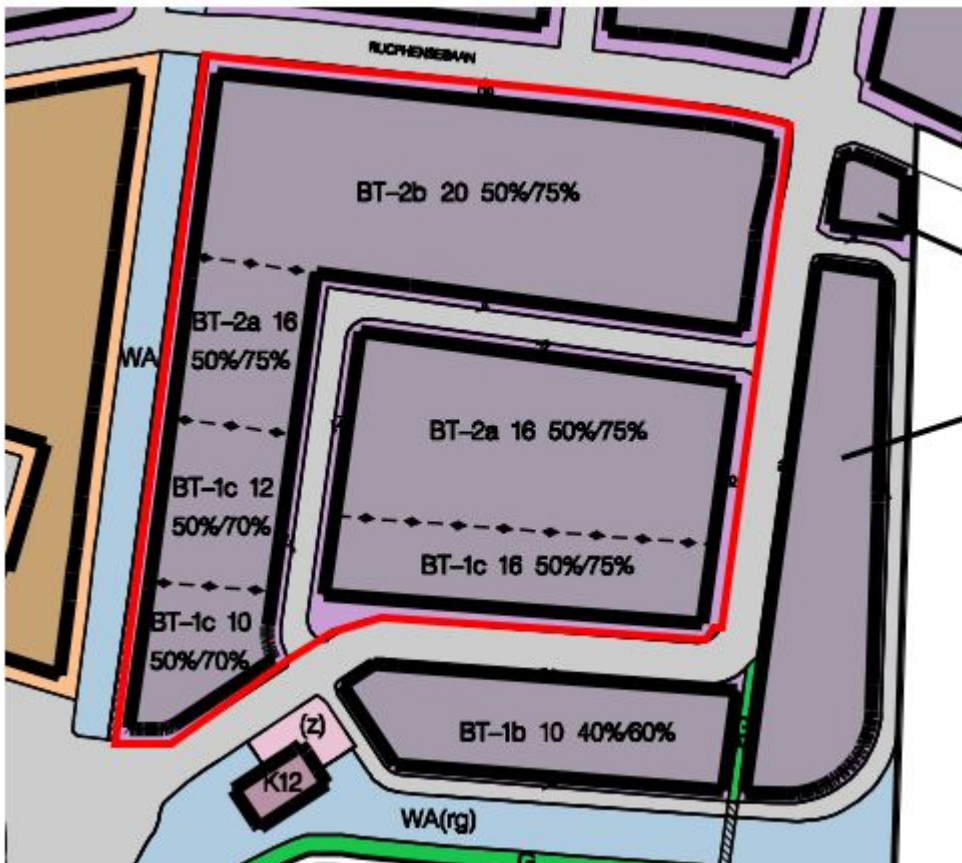 RUCPHENSEBAAN
BT-2b 20 50%/75%
BT-2a 16
50%/75%
WA
BT-2a 16 50%/75%
BT-1c 12
50%/70%
BT-1c 16 50%/75%
BT-1c 10
50%/70%
(z)
BT-1b 10 40%/60%
K12
WA(rg)
G